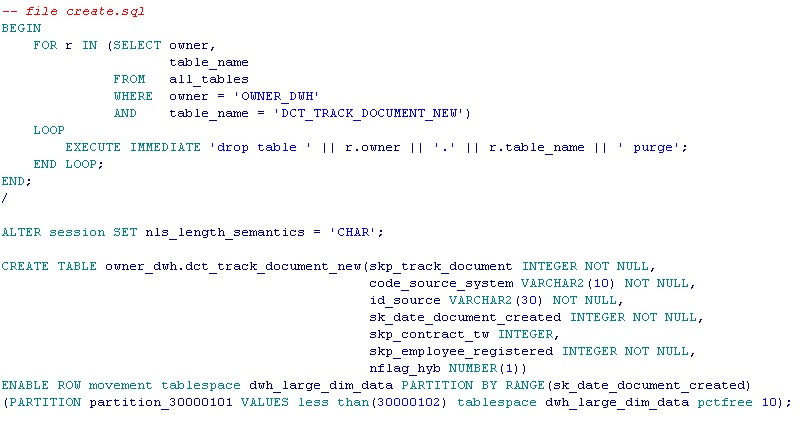 -- file create.sql
BEGIN
    FOR r IN (SELECT owner,
                     table_name
              FROM   all_tables
              WHERE  owner = 'OWNER_DWH'
              AND    table_name = 'DCT_TRACK_DOCUMENT_NEW')
    LOOP
        EXECUTE IMMEDIATE 'drop table ' || r.owner || '.' || r.table_name || ' purge';
    END LOOP;
END;
/

ALTER session SET nls_length_semantics = 'CHAR';

CREATE TABLE owner_dwh.dct_track_document_new(skp_track_document INTEGER NOT NULL,
                                              code_source_system VARCHAR2(10) NOT NULL,
                                              id_source VARCHAR2(30) NOT NULL,
                                              sk_date_document_created INTEGER NOT NULL,
                                              skp_contract_tw INTEGER,
                                              skp_employee_registered INTEGER NOT NULL,
                                              nflag_hyb NUMBER(1))
ENABLE ROW movement tablespace dwh_large_dim_data PARTITION BY RANGE(sk_date_document_created)
(PARTITION partition_30000101 VALUES less than(30000102) tablespace dwh_large_dim_data pctfree 10);